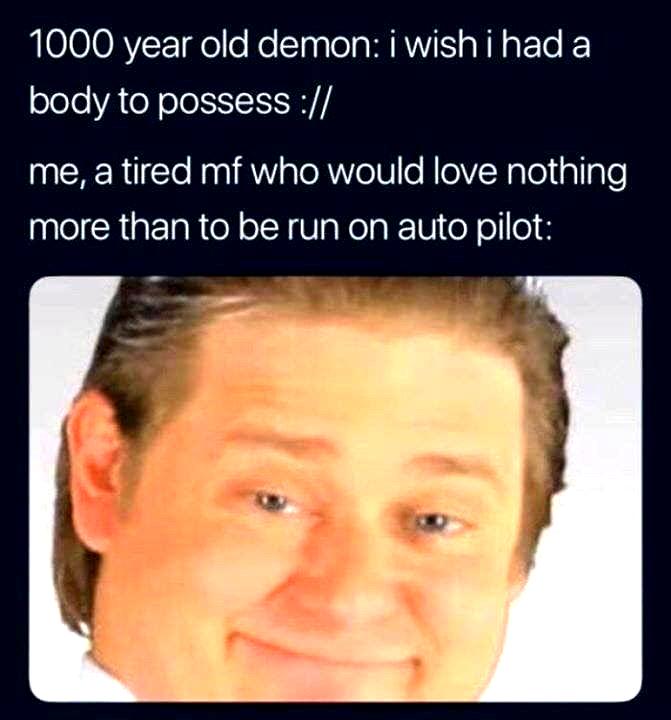 1000 year old demon: i wish i had a
body to possess ://
me, a tired mf who would love nothing
more than to be run on auto pilot: